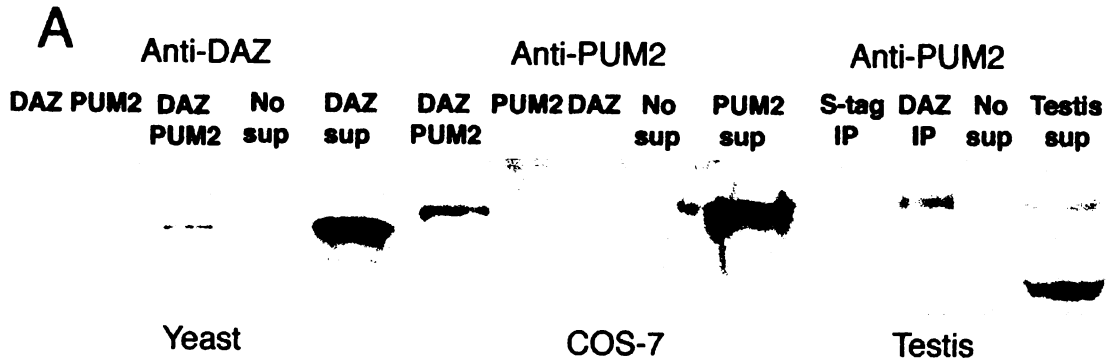 A
Anti-DAZ Anti-PUM2 Anti-PUM2
DAZ PUM2 DAZ No DAZ DAZ PUM2 DAZ No PUM2 S-tag DAZ No Testis
PUM2 sup sup PUM2 sup sup IP IP sup sup
Yeast COS-7 Testis